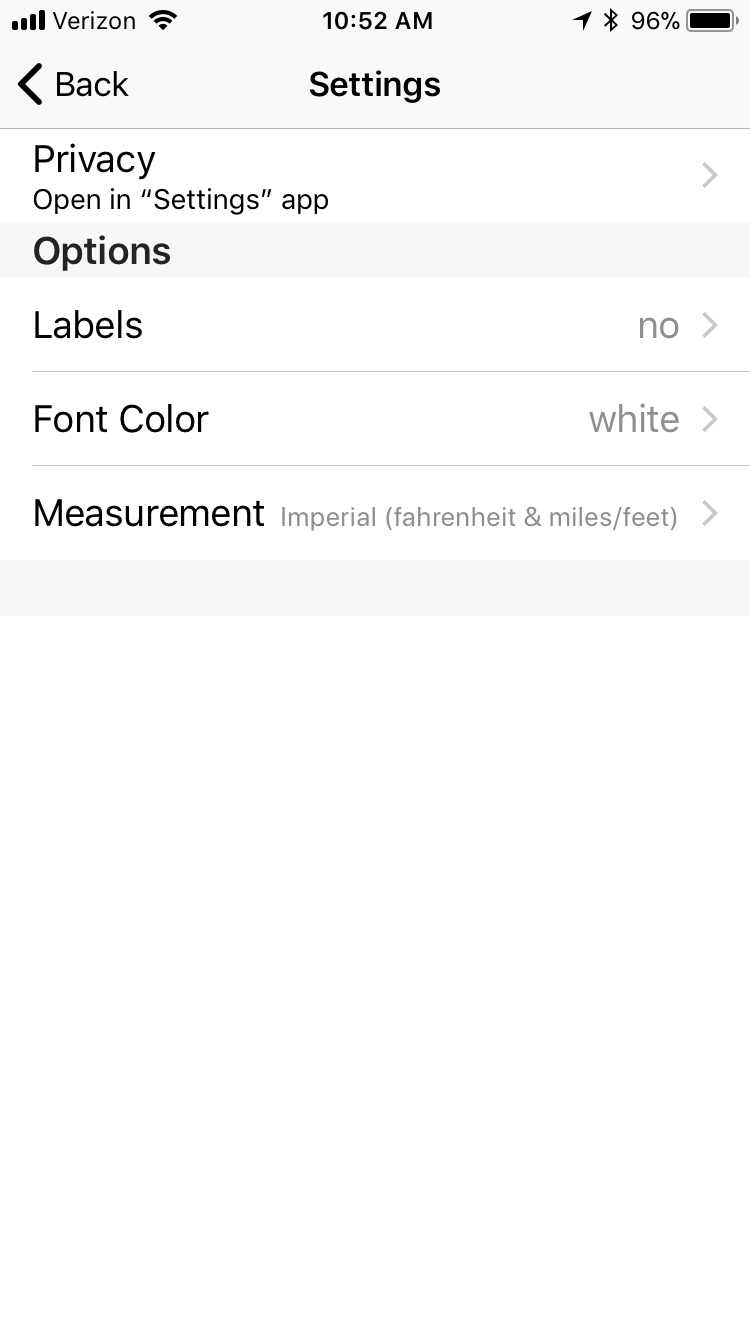 Verizon 10:52 AM 96%
Back Settings
Privacy
Open in “Settings” app
Options
Labels no
Font Color white
Measurement Imperial (fahrenheit & miles/feet)